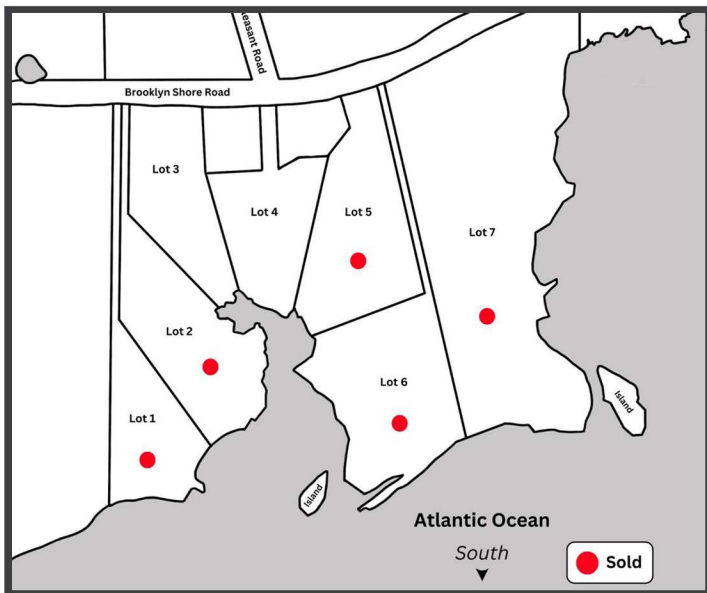 easant Road
Brooklyn Shore Road
Lot 3
Lot 4
Lot 5
Lot 7
Lot 2
Lot 6
Lot 1
Island
Island
Atlantic Ocean
South
Sold